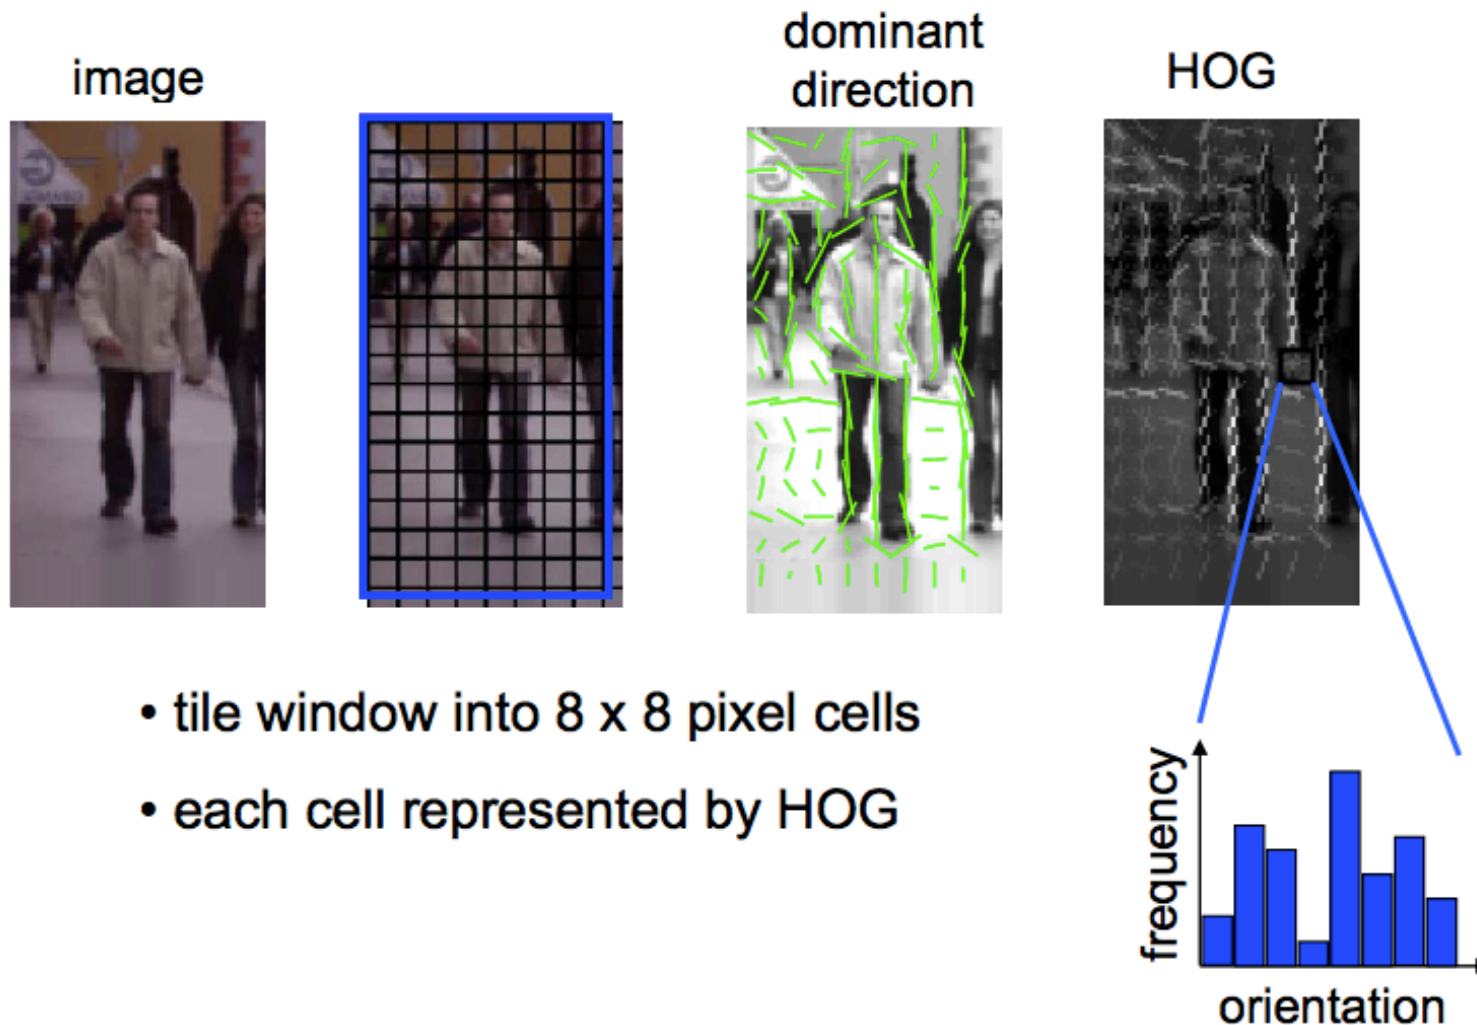 image
dominant
direction
HOG
• tile window into 8 x 8 pixel cells
• each cell represented by HOG
frequency
orientation